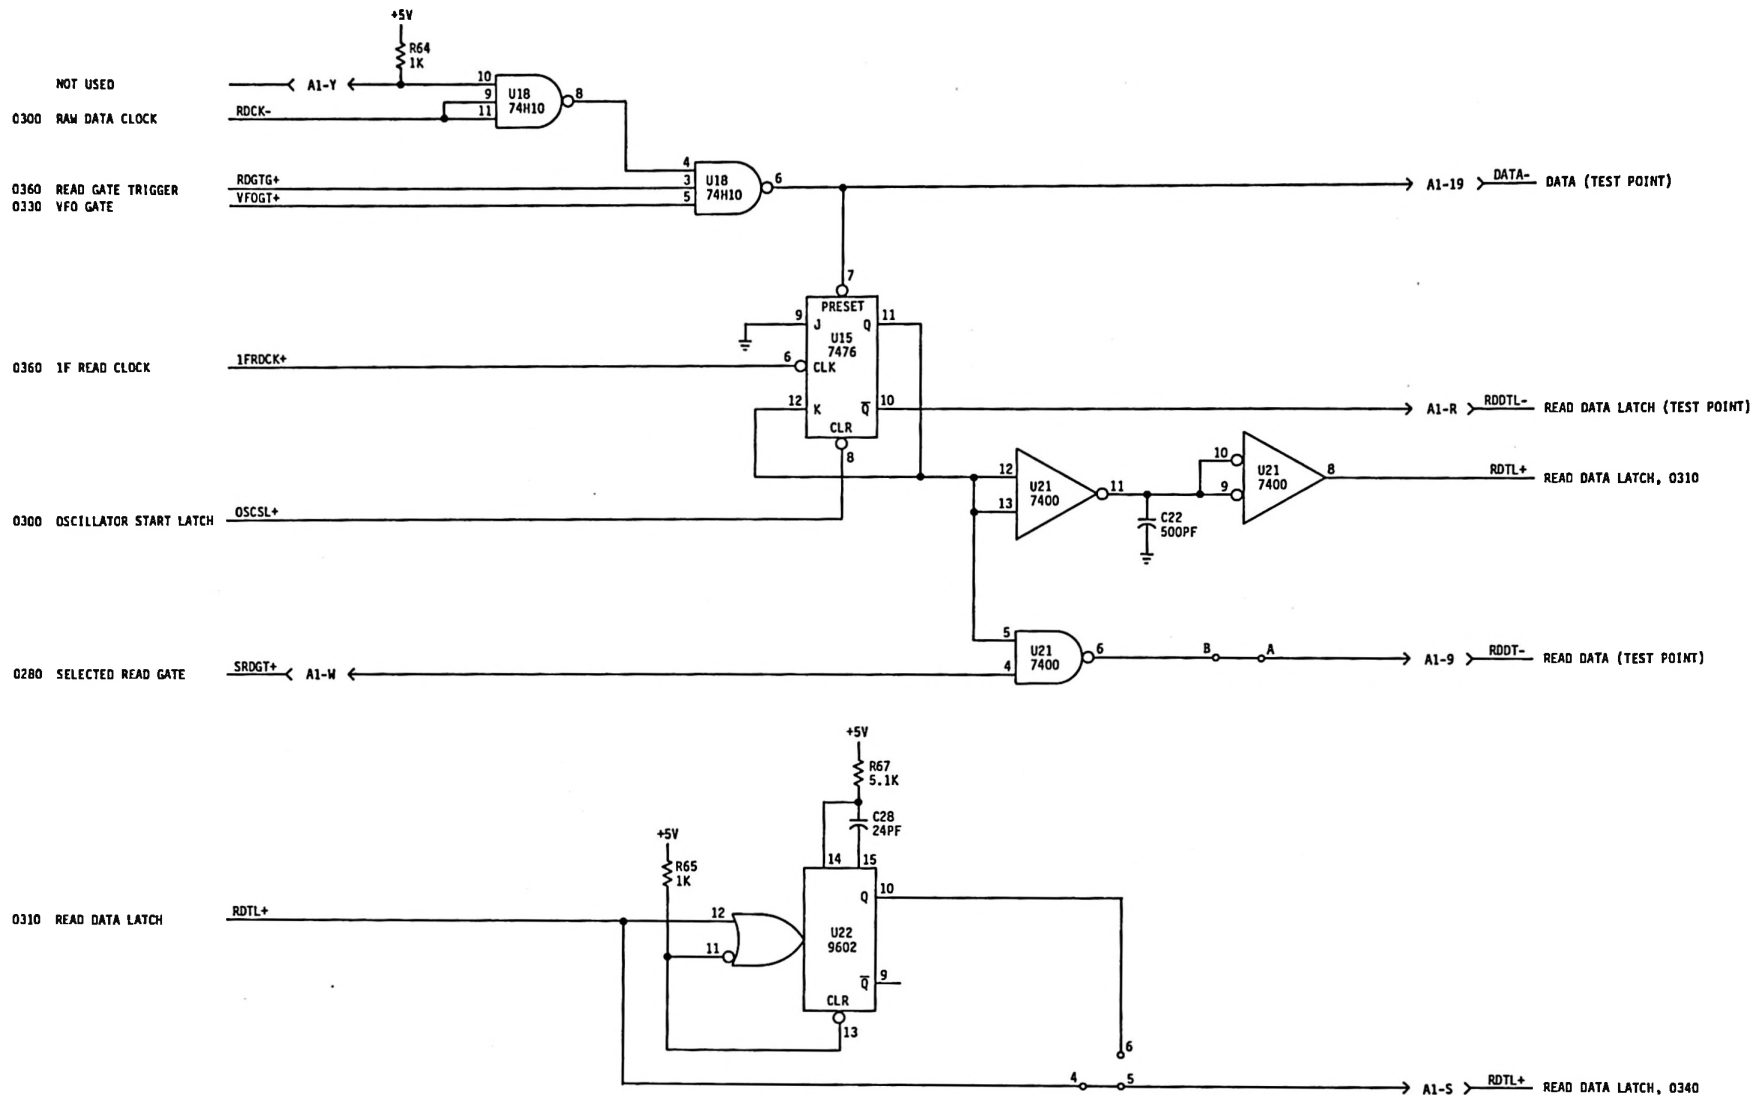 +5V
R64
1K
NOT USED
A1-Y
10
9
11
U18
74H10
8
0300 RAW DATA CLOCK
RDCK-
4
3
5
U18
74H10
6
0360 READ GATE TRIGGER
RDGTG+
0330 VFO GATE
VFOGT+
A1-19
DATA-
DATA (TEST POINT)
7
PRESET
9
J
Q
11
U15
7476
0360 1F READ CLOCK
1FRDCK+
6
CLK
12
K
Q
10
CLR
8
A1-R
RDDTL-
READ DATA LATCH (TEST POINT)
12
13
U21
7400
11
10
9
U21
7400
8
RDTL+
READ DATA LATCH, 0310
C22
500PF
0300 OSCILLATOR START LATCH
OSCSL+
5
4
U21
7400
6
B
A
A1-9
RDDT-
READ DATA (TEST POINT)
0280 SELECTED READ GATE
SRDGT+
A1-W
+5V
R67
5.1K
C28
24PF
+5V
R65
1K
14
15
Q
10
0310 READ DATA LATCH
RDTL+
12
11
U22
9602
Q
9
CLR
13
6
4
5
A1-S
RDTL+
READ DATA LATCH, 0340